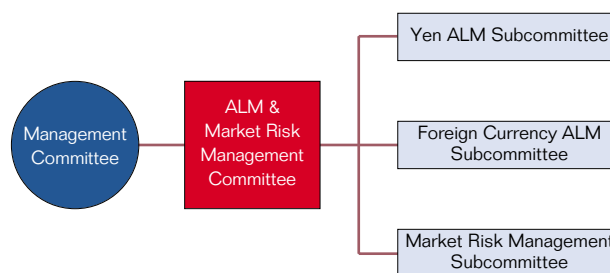 Management
Committee
ALM &
Market Risk
Management
Committee
Yen ALM Subcommittee
Foreign Currency ALM
Subcommittee
Market Risk Management
Subcommittee